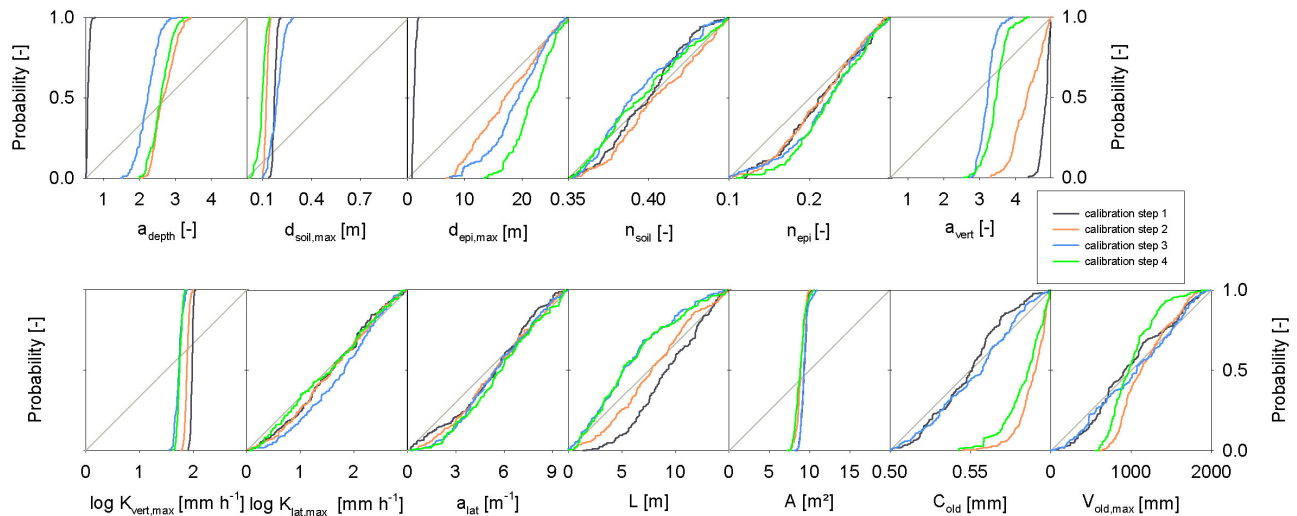 Probability [-]
1.0
0.5
0.0
1 2 3
a_depth [-]
0.1 0.4 0.7
d_soil,max [m]
0 10 20
d_epi,max [m]
0.35 0.40
n_soil [-]
0.1 0.2
n_epi [-]
1 2 3 4
a_vert [-]
1.0
0.5
0.0
Probability [-]
calibration step 1
calibration step 2
calibration step 3
calibration step 4
Probability [-]
0 1 2
log K_vert,max [mm h⁻¹]
0 1 2
log K_lat,max [mm h⁻¹]
0 3 6 9
a_lat [m⁻¹]
0 5 10
L [m]
0 5 10 15
A [m²]
0.50 0.55
C_old [mm]
0 1000 2000
V_old,max [mm]
1.0
0.5
0.0
Probability [-]